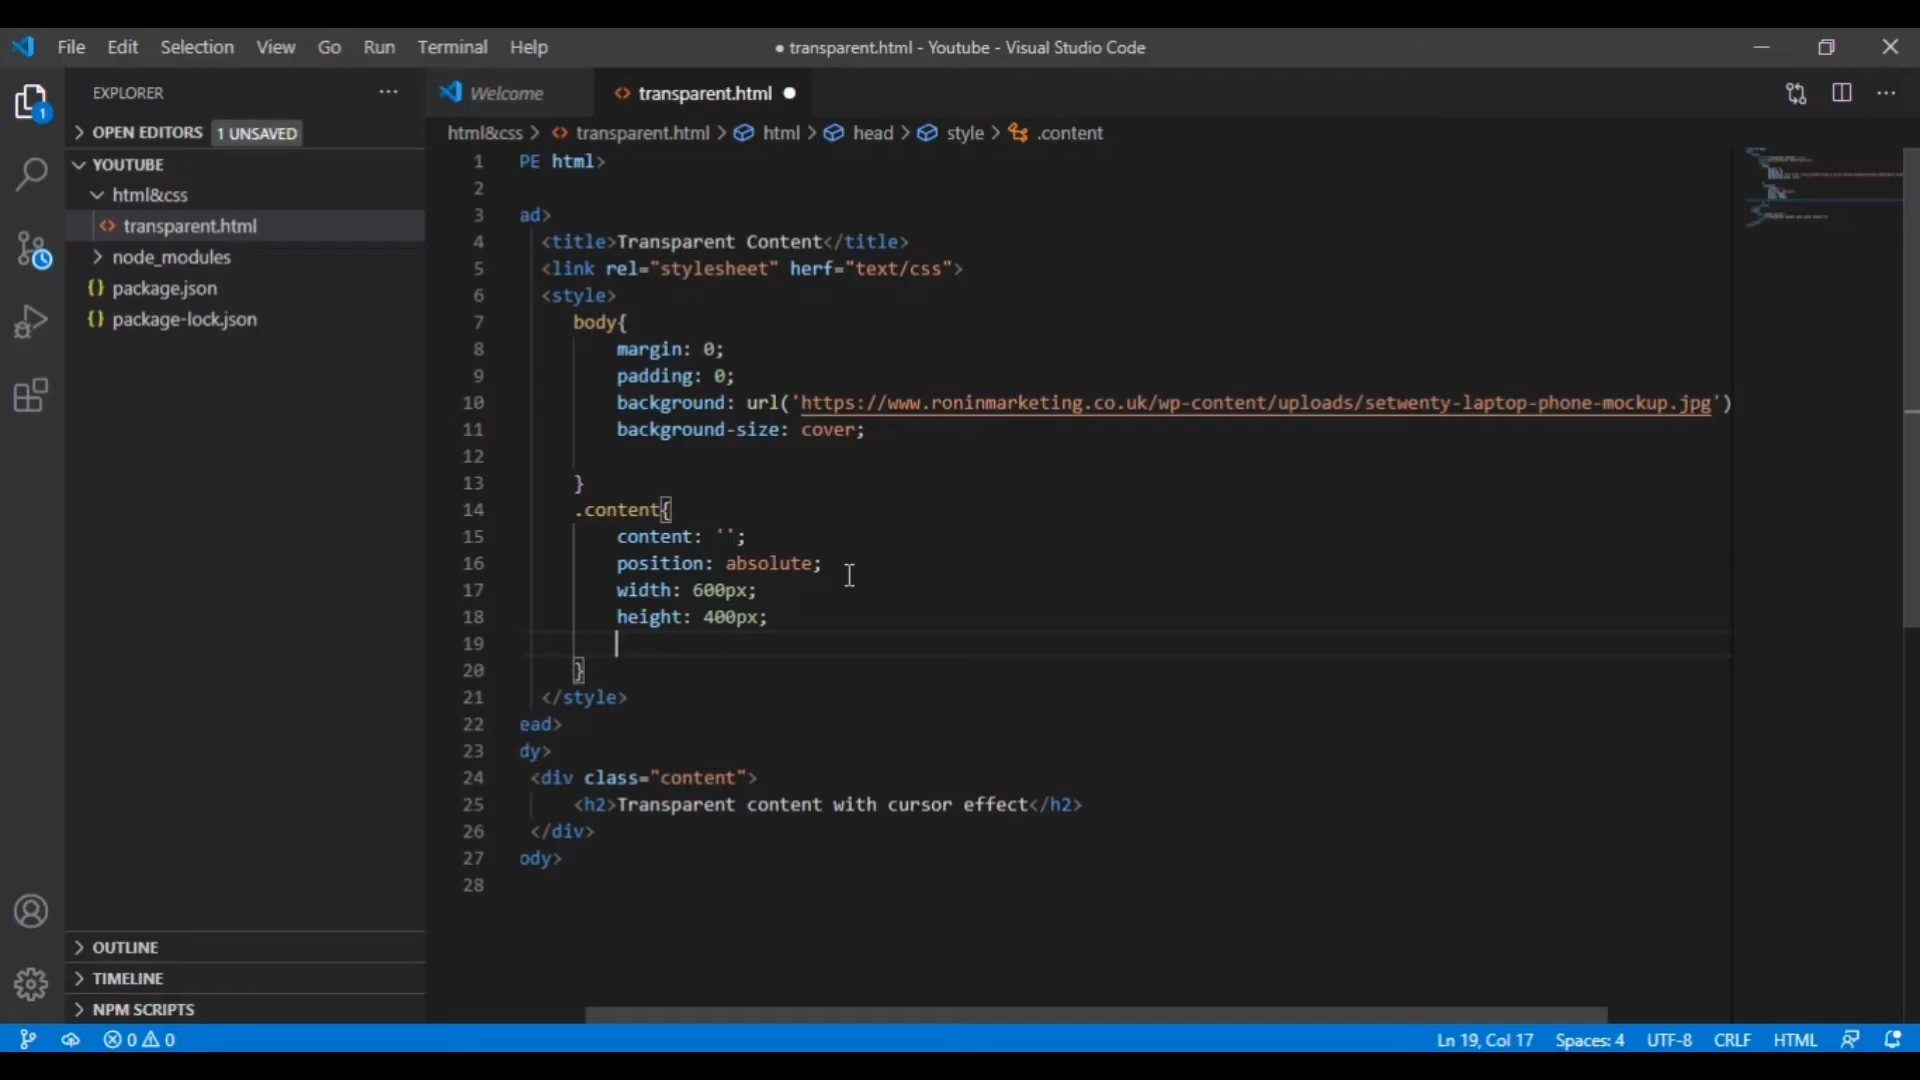 File Edit Selection View Go Run Terminal Help
● transparent.html - Youtube - Visual Studio Code
EXPLORER
OPEN EDITORS 1 UNSAVED
YOUTUBE
html&css
transparent.html
node_modules
{} package.json
{} package-lock.json
OUTLINE
TIMELINE
NPM SCRIPTS
1
Welcome
<> transparent.html ●
html&css > <> transparent.html > html > head > style > .content
1 PE html>
2
3 ad>
4 <title>Transparent Content</title>
5 <link rel="stylesheet" herf="text/css">
6 <style>
7 body{
8 margin: 0;
9 padding: 0;
10 background: url('https://www.roninmarketing.co.uk/wp-content/uploads/setwenty-laptop-phone-mockup.jpg')
11 background-size: cover;
12
13 }
14 .content{
15 content: '';
16 position: absolute;
17 width: 600px;
18 height: 400px;
19
20 }
21 </style>
22 ead>
23 dy>
24 <div class="content">
25 <h2>Transparent content with cursor effect</h2>
26 </div>
27 ody>
28
0 0
Ln 19, Col 17 Spaces: 4 UTF-8 CRLF HTML